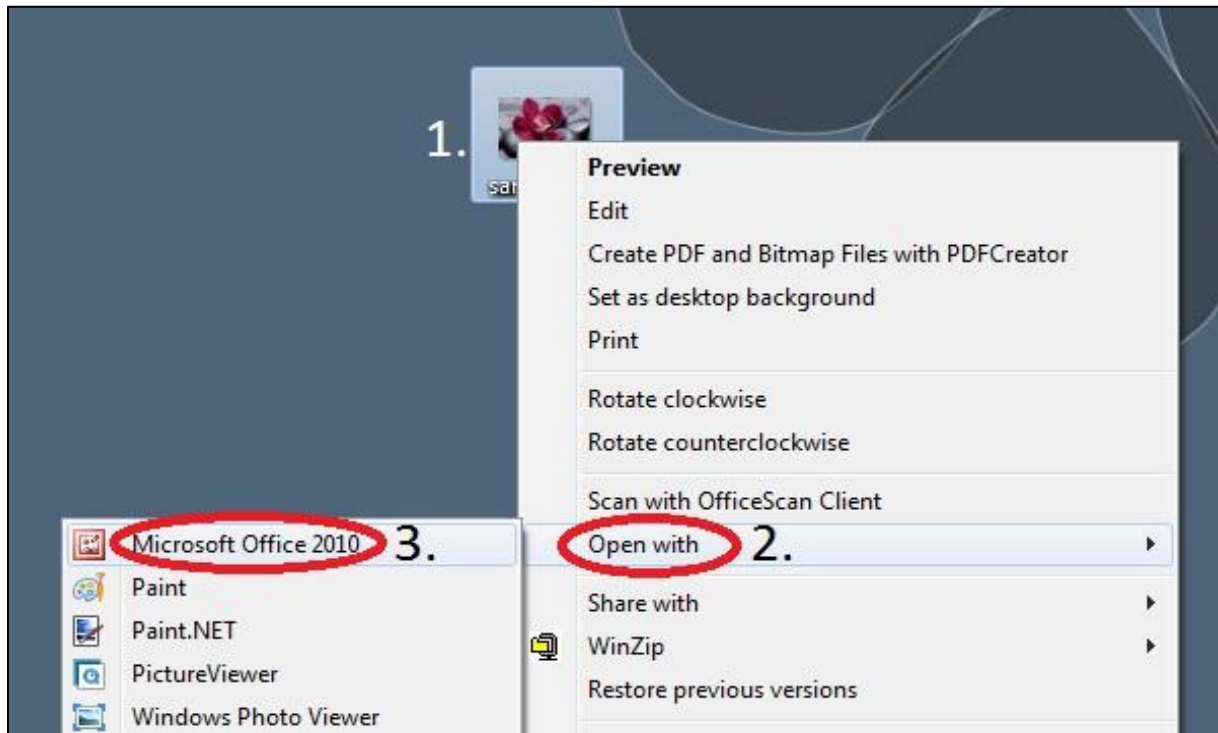 1.
sar
Preview
Edit
Create PDF and Bitmap Files with PDFCreator
Set as desktop background
Print
Rotate clockwise
Rotate counterclockwise
Scan with OfficeScan Client
Open with 2.
Share with
WinZip
Restore previous versions
Microsoft Office 2010 3.
Paint
Paint.NET
PictureViewer
Windows Photo Viewer